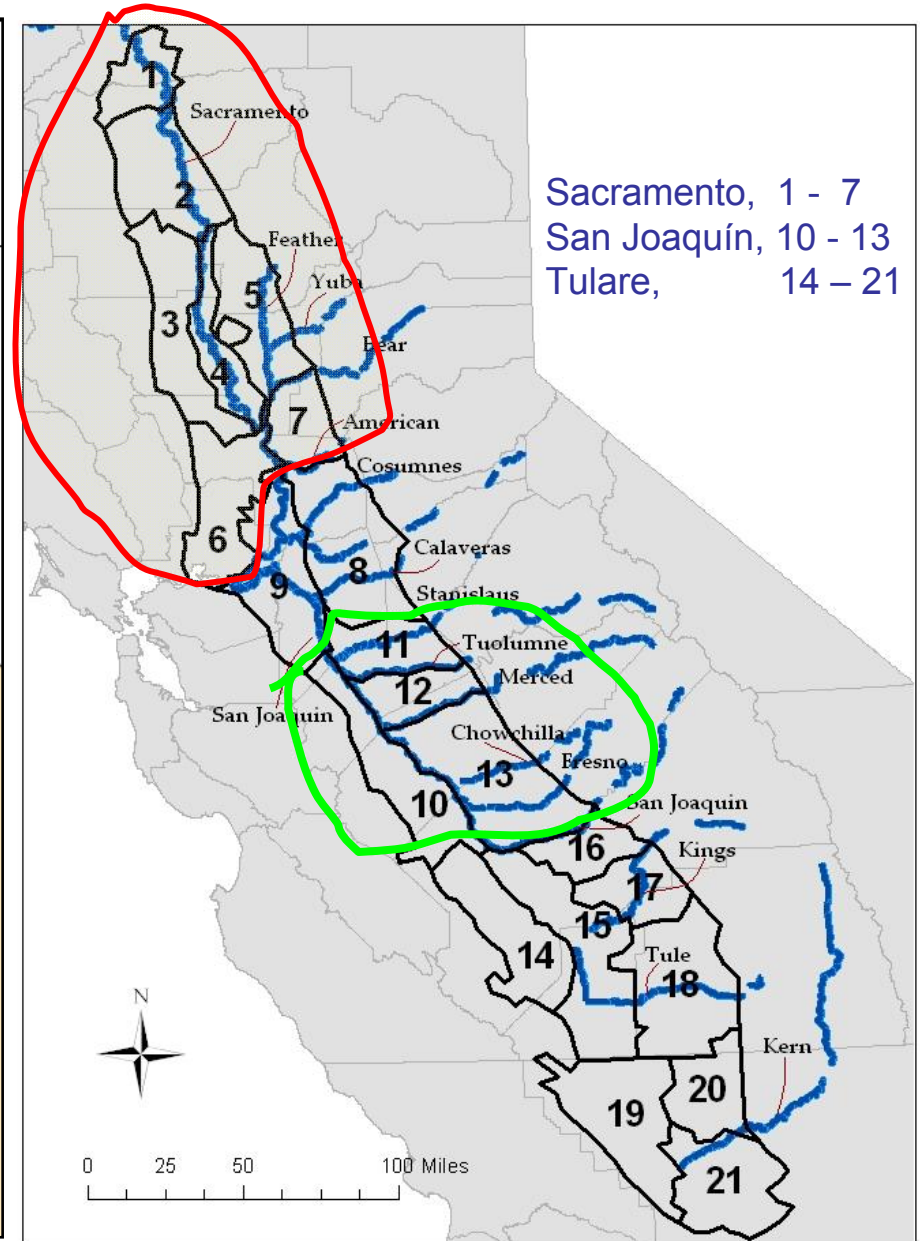 1
Sacramento
2
Sacramento, 1 - 7
San Joaquín, 10 - 13
Tulare, 14 – 21
Feather
Yuba
5
3
4
Bear
7
American
Cosumnes
6
8
Calaveras
9
Stanislaus
11
Tuolumne
12
Merced
San Joaquin
Chowchilla
13
Fresno
10
San Joaquin
16
Kings
17
15
14
Tule
18
N
Kern
20
19
21
0 25 50 100 Miles